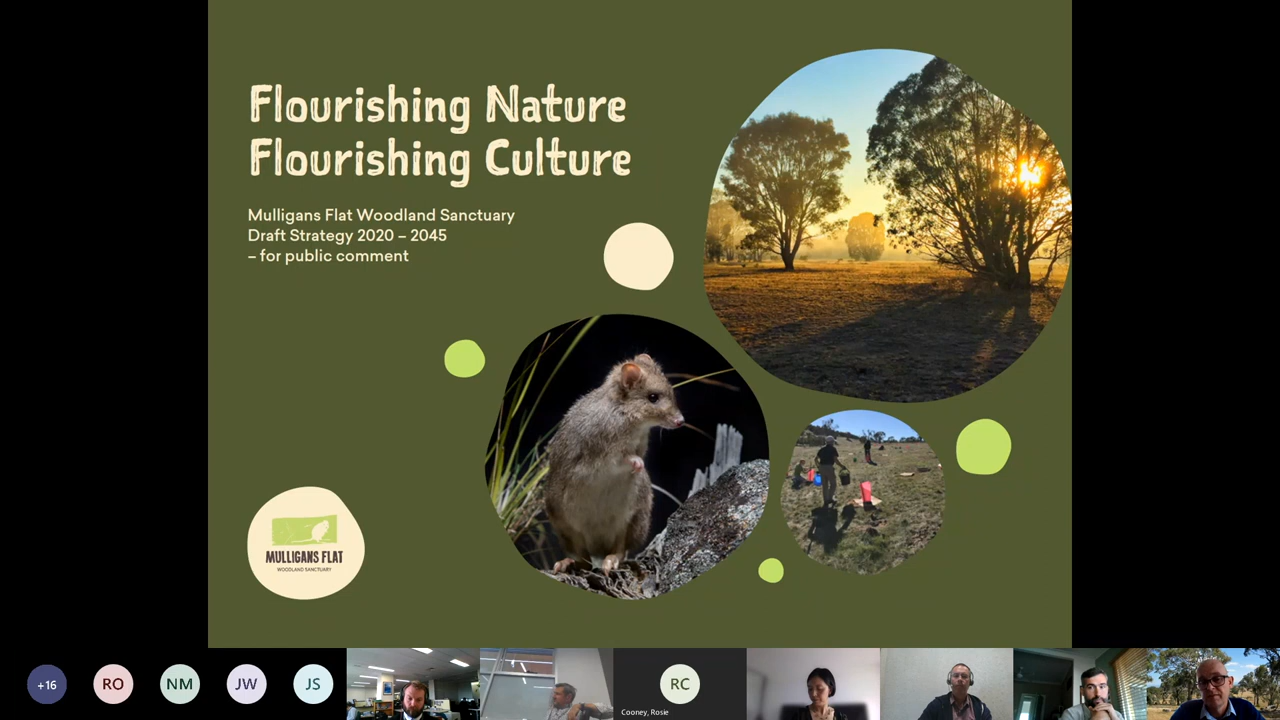 Flourishing Nature
Flourishing Culture
Mulligans Flat Woodland Sanctuary
Draft Strategy 2020 – 2045
– for public comment
MULLIGANS FLAT
WOODLAND SANCTUARY
+16
RO
NM
JW
JS
RC
Cooney, Rosie